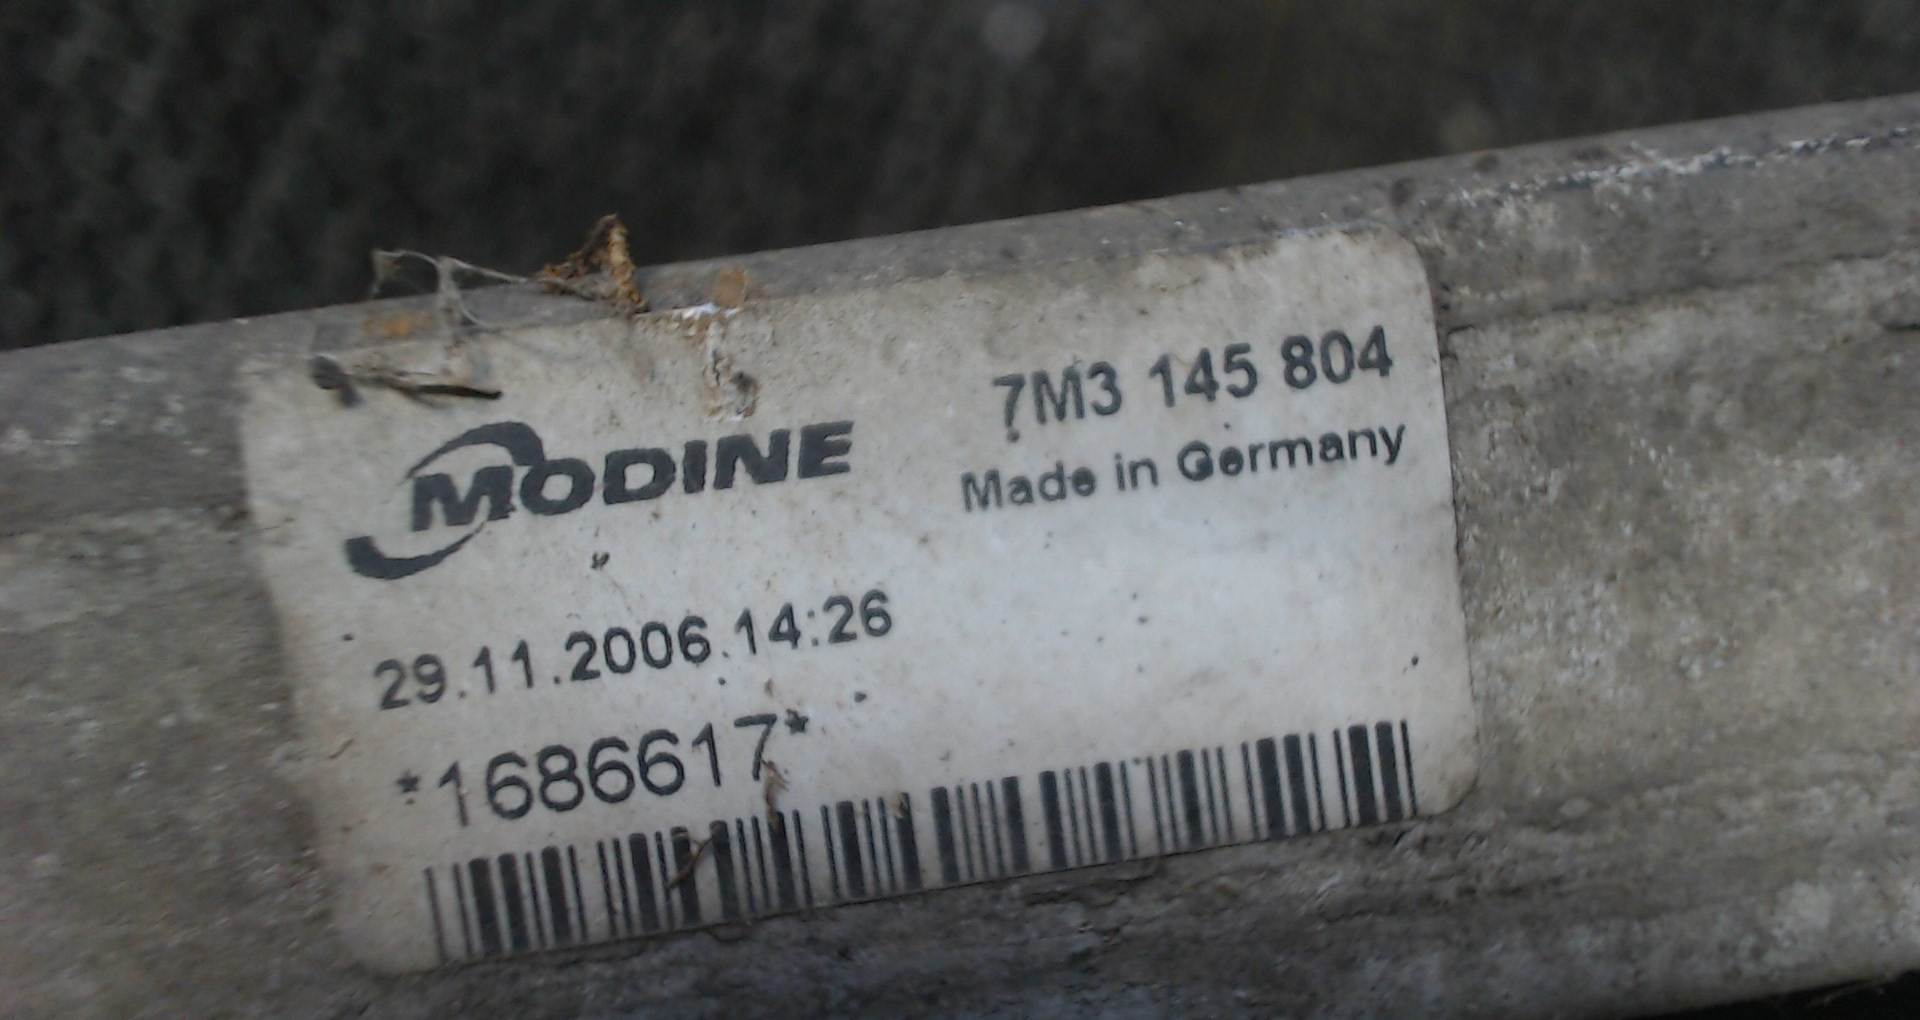 MODINE
7M3 145 804
Made in Germany
29.11.2006.14:26
*1686617*